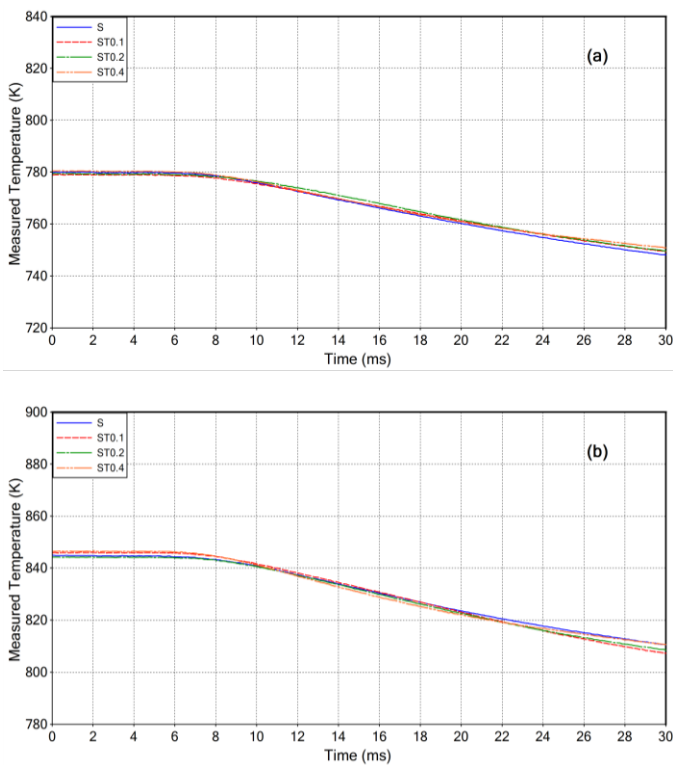 840
820
800
780
760
740
720
Measured Temperature (K)
S
ST0.1
ST0.2
ST0.4
(a)
0 2 4 6 8 10 12 14 16 18 20 22 24 26 28 30
Time (ms)
900
880
860
840
820
800
780
Measured Temperature (K)
S
ST0.1
ST0.2
ST0.4
(b)
0 2 4 6 8 10 12 14 16 18 20 22 24 26 28 30
Time (ms)